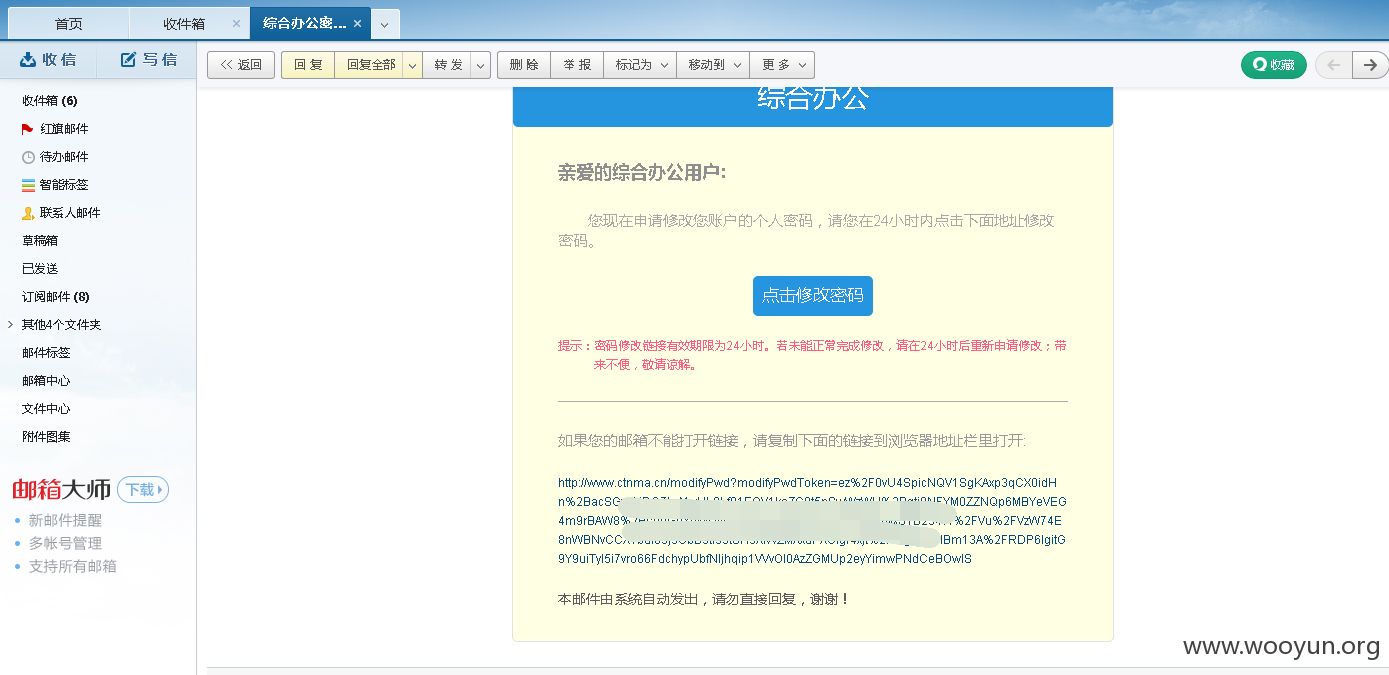 首页
收件箱
综合办公密...
收信
写信
<< 返回
回 复
回复全部
转 发
删 除
举 报
标记为
移动到
更 多
收藏
收件箱 (6)
红旗邮件
待办邮件
智能标签
联系人邮件
草稿箱
已发送
订阅邮件 (8)
其他4个文件夹
邮件标签
邮箱中心
文件中心
附件图集
邮箱大师
下载
新邮件提醒
多帐号管理
支持所有邮箱
综合办公
亲爱的综合办公用户:
您现在申请修改您账户的个人密码，请您在24小时内点击下面地址修改
密码。
点击修改密码
提示：密码修改链接有效期限为24小时。若未能正常完成修改，请在24小时后重新申请修改；带
来不便，敬请谅解。
如果您的邮箱不能打开链接，请复制下面的链接到浏览器地址栏里打开:
http://www.ctnma.cn/modifyPwd?modifyPwdToken=ez%2F0vU4SpicNQV1SgKAxp3qCX0idH
n%2BacSG
4m9rBAW8% %2FVu%2FVzW74E
8nWBNvCCX IBm13A%2FRDP6IgitG
9Y9uiTyI5i7vro66FdchypUbfNIjhqip1VWOI0AzZGMUp2eyYimwPNdCeBOwIS
本邮件由系统自动发出，请勿直接回复，谢谢！
www.wooyun.org